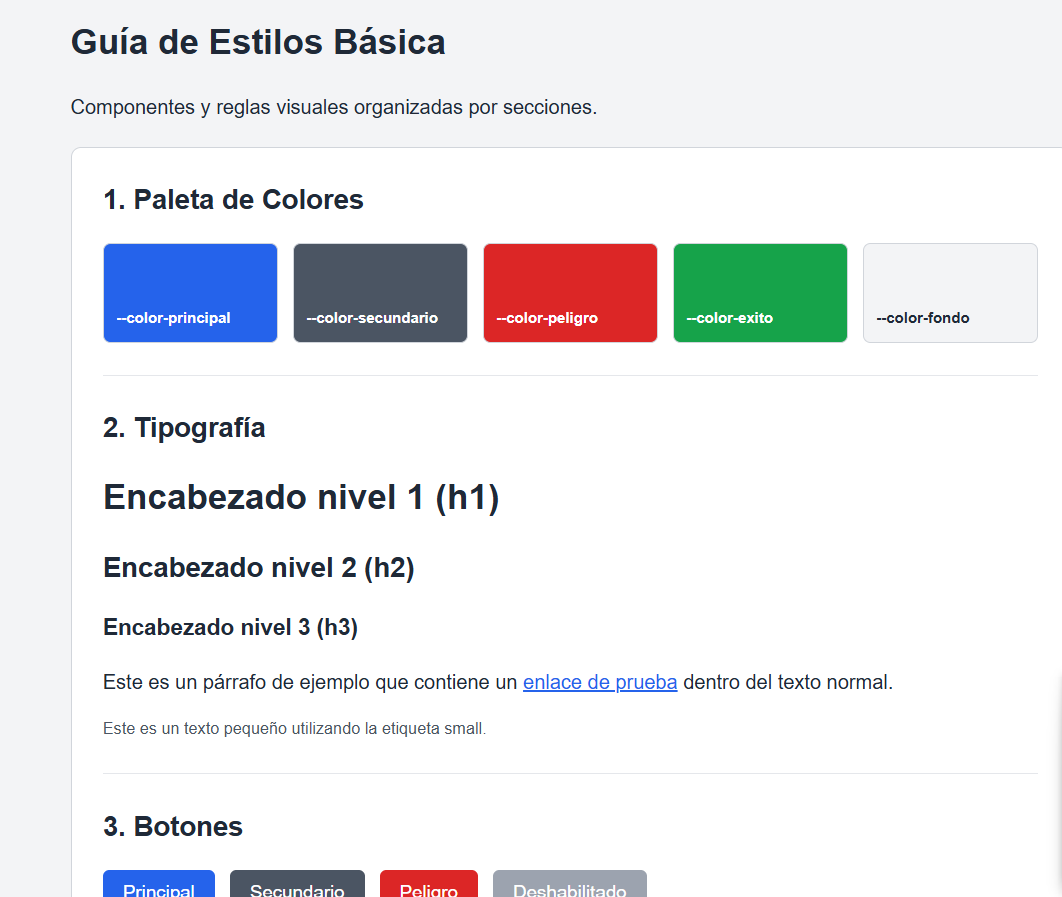 Guía de Estilos Básica
Componentes y reglas visuales organizadas por secciones.
1. Paleta de Colores
--color-principal
--color-secundario
--color-peligro
--color-exito
--color-fondo
2. Tipografía
Encabezado nivel 1 (h1)
Encabezado nivel 2 (h2)
Encabezado nivel 3 (h3)
Este es un párrafo de ejemplo que contiene un enlace de prueba dentro del texto normal.
Este es un texto pequeño utilizando la etiqueta small.
3. Botones
Principal
Secundario
Peligro
Deshabilitado